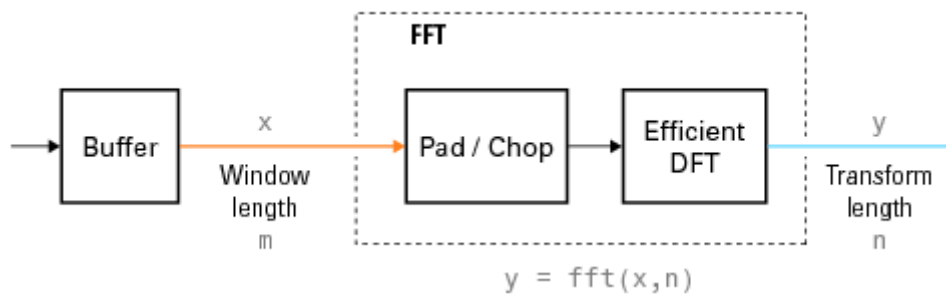 FFT
Buffer
x
Window
length
m
Pad / Chop
Efficient
DFT
y
Transform
length
n
y = fft(x,n)